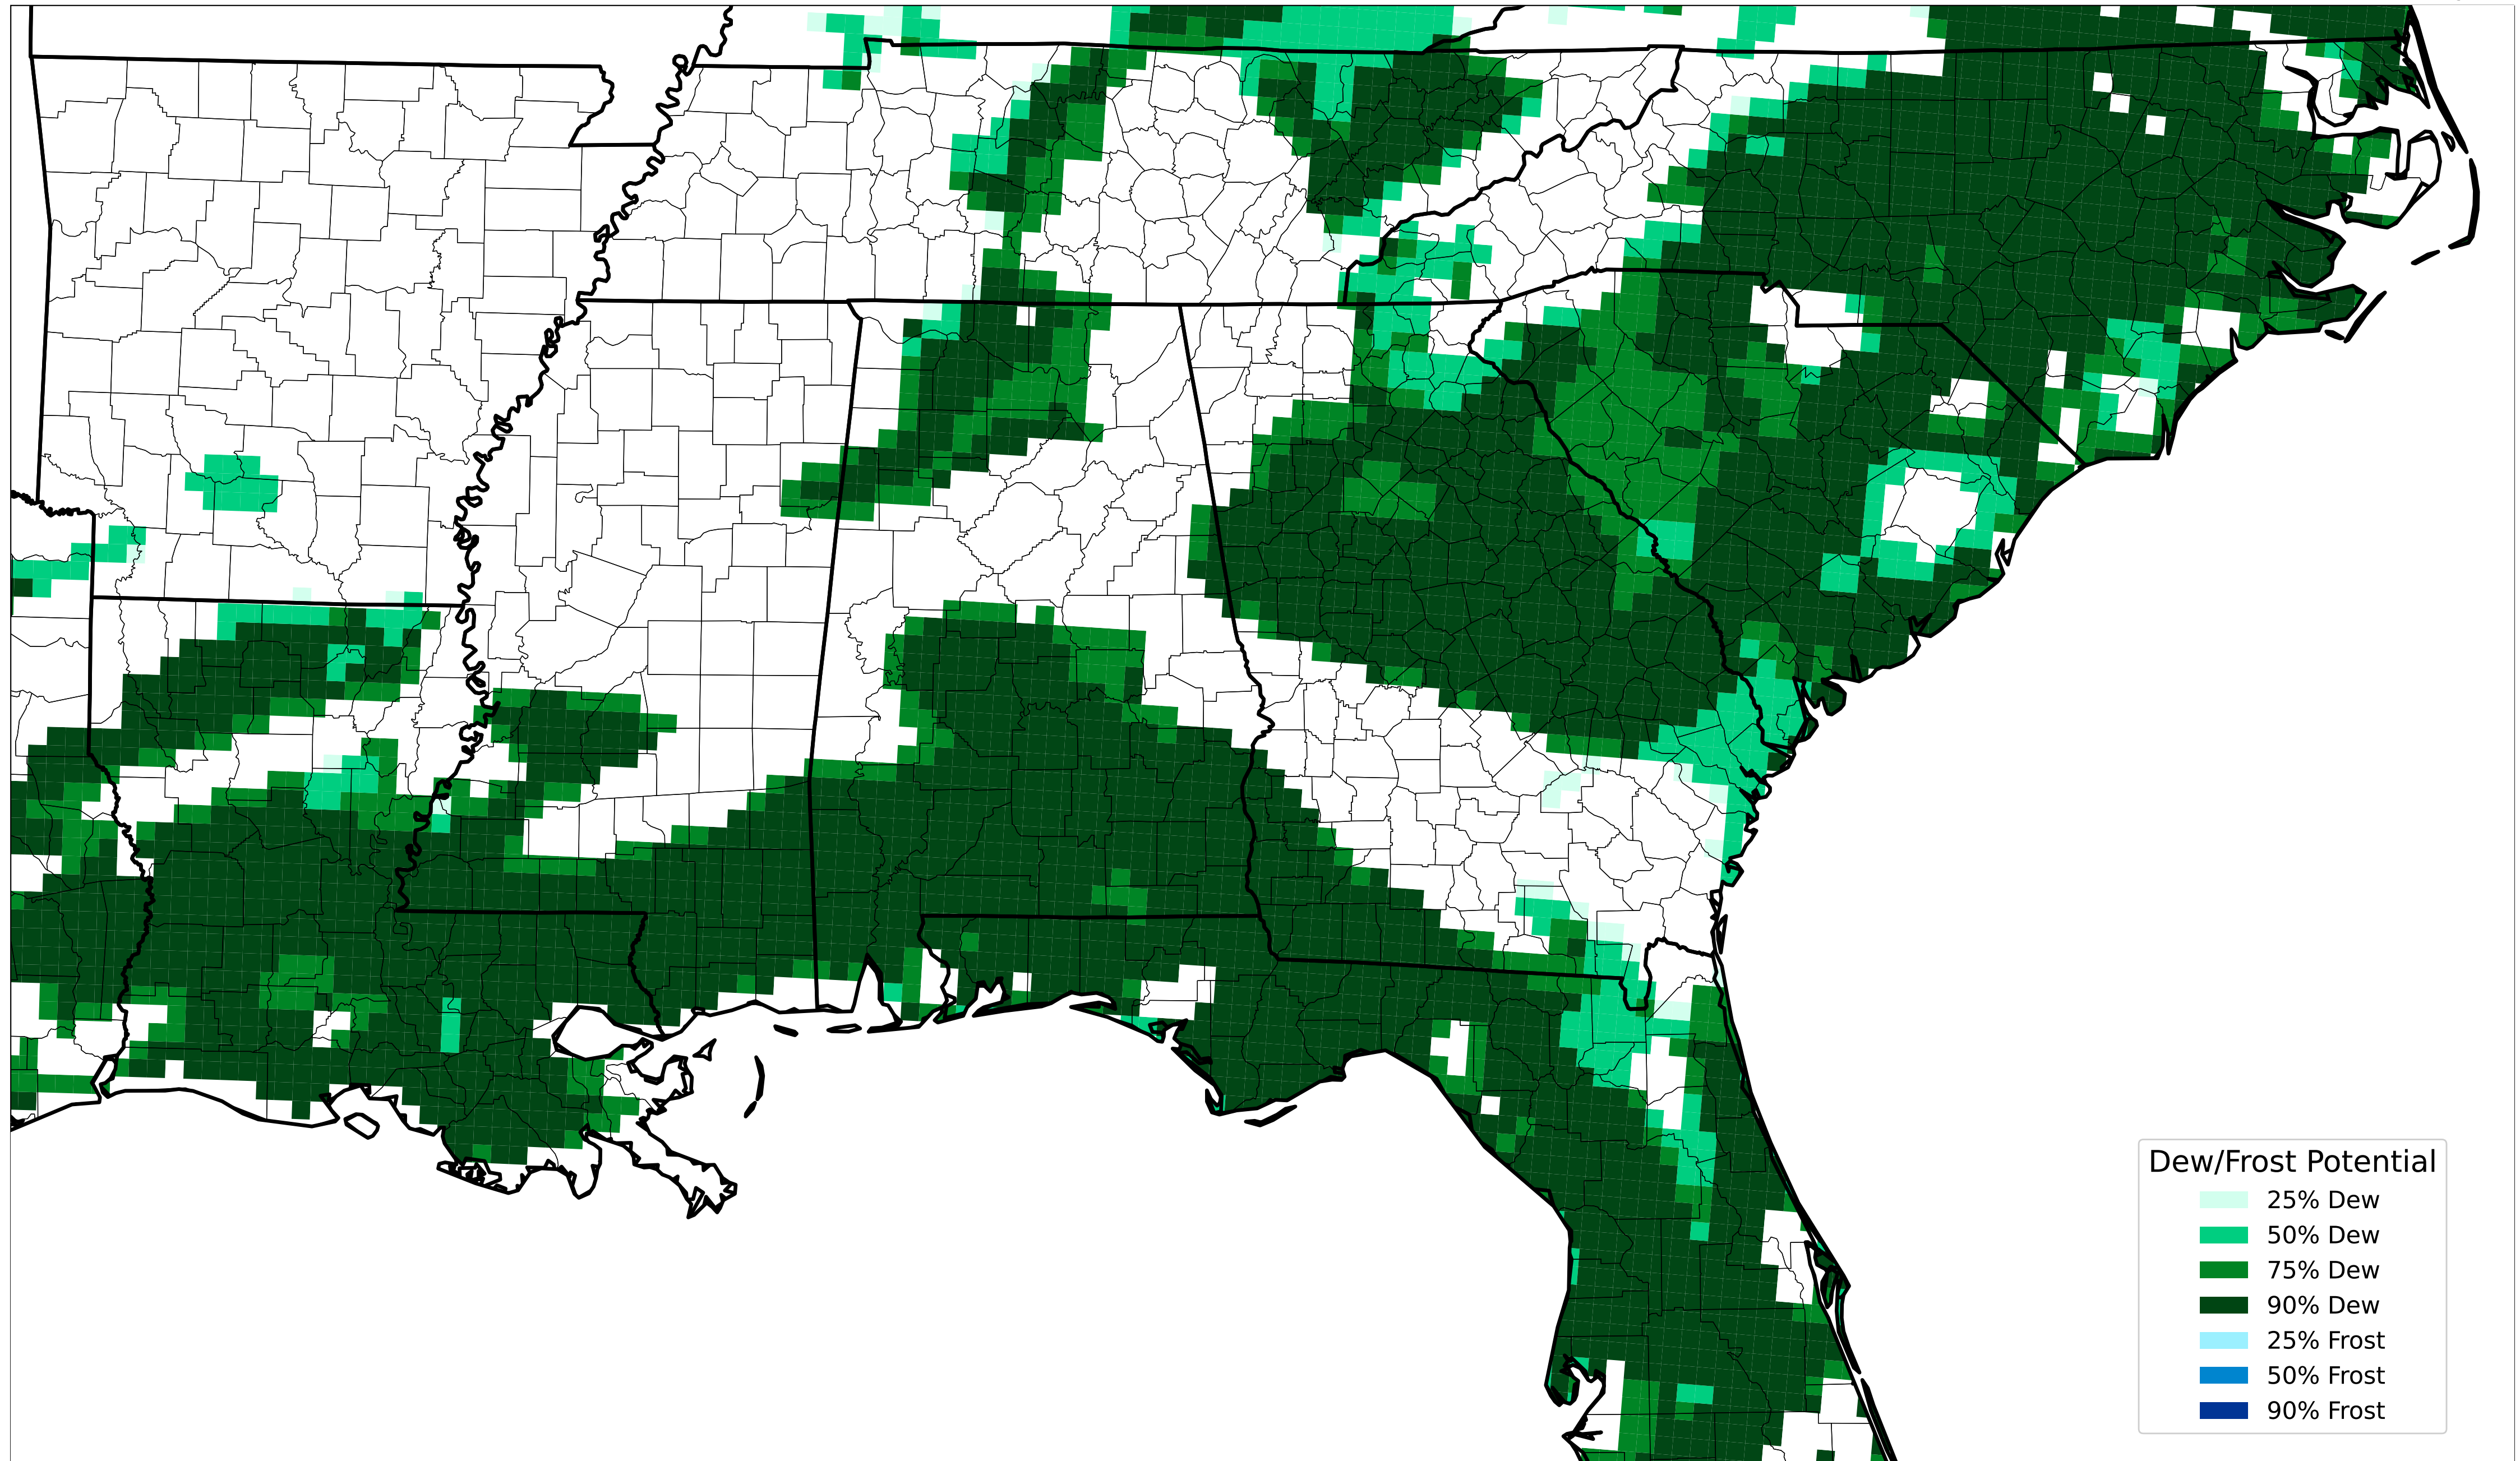 Dew/Frost Potential
25% Dew
50% Dew
75% Dew
90% Dew
25% Frost
50% Frost
90% Frost